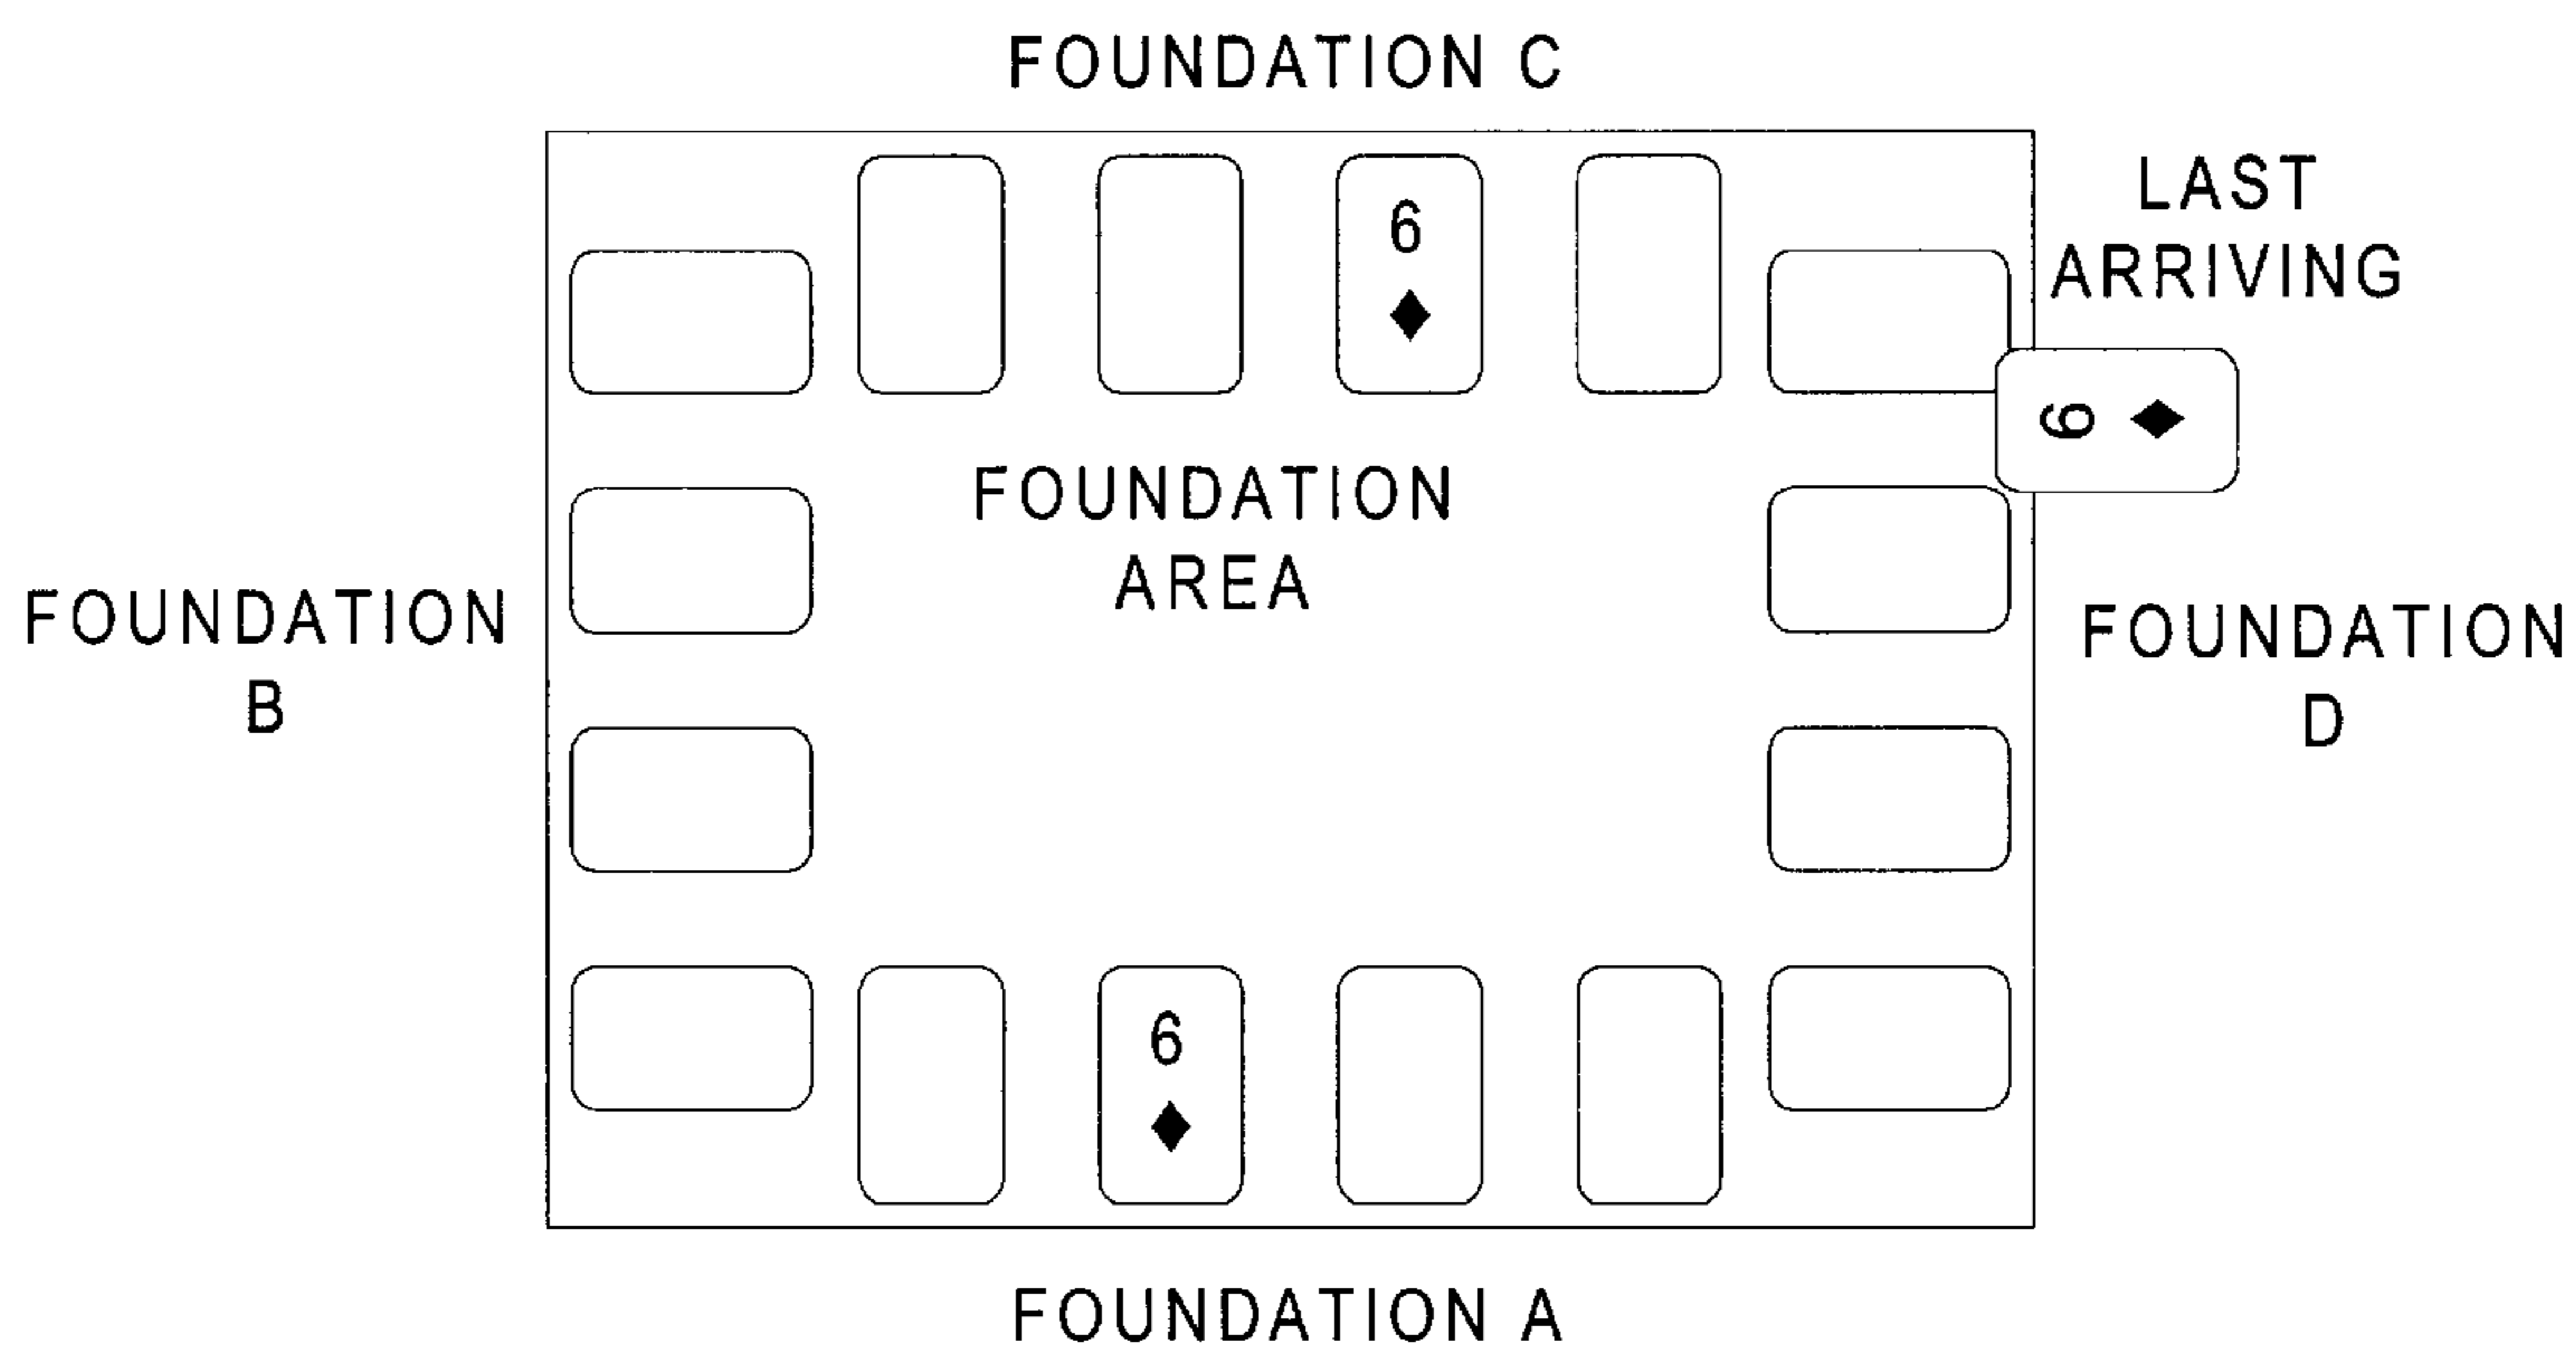 FOUNDATION C
LAST
ARRIVING
6
♦
6 ♦
FOUNDATION
AREA
FOUNDATION
B
FOUNDATION
D
6
♦
FOUNDATION A